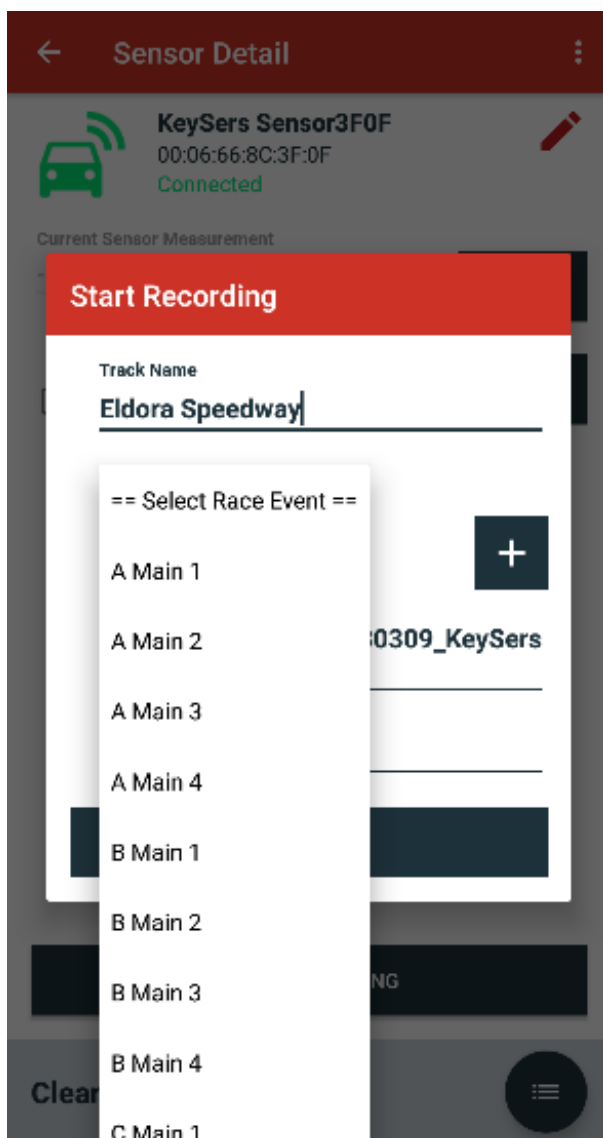 Sensor Detail
KeySers Sensor3F0F
00:06:66:8C:3F:0F
Connected
Current Sensor Measurement
Start Recording
Track Name
Eldora Speedway
== Select Race Event ==
A Main 1
A Main 2
0309_KeySers
A Main 3
A Main 4
B Main 1
B Main 2
B Main 3
NG
B Main 4
Clear
C Main 1